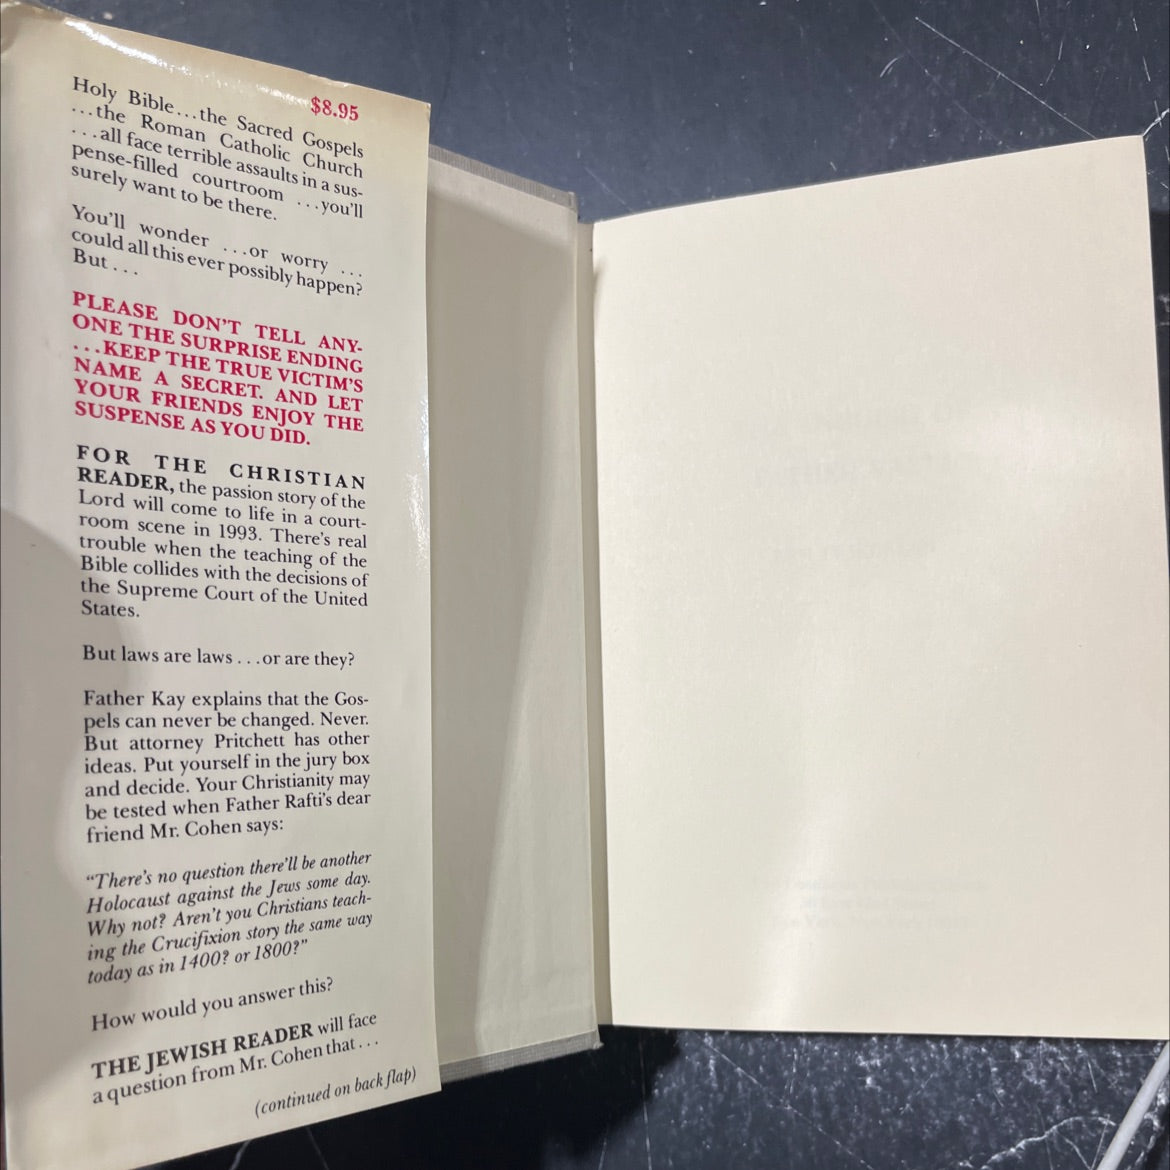 $8.95
Holy Bible...the Sacred Gospels
...the Roman Catholic Church
...all face terrible assaults in a sus-
pense-filled courtroom ...you'll
surely want to be there.
You'll wonder ...or worry ...
could all this ever possibly happen?
But...
PLEASE DON'T TELL ANY-
ONE THE SURPRISE ENDING
...KEEP THE TRUE VICTIM'S
NAME A SECRET. AND LET
YOUR FRIENDS ENJOY THE
SUSPENSE AS YOU DID.
FOR THE CHRISTIAN
READER, the passion story of the
Lord will come to life in a court-
room scene in 1993. There's real
trouble when the teaching of the
Bible collides with the decisions of
the Supreme Court of the United
States.
But laws are laws...or are they?
Father Kay explains that the Gos-
pels can never be changed. Never.
But attorney Pritchett has other
ideas. Put yourself in the jury box
and decide. Your Christianity may
be tested when Father Rafti's dear
friend Mr. Cohen says:
"There's no question there'll be another
Holocaust against the Jews some day.
Why not? Aren't you Christians teach-
ing the Crucifixion story the same way
today as in 1400? or 1800?"
How would you answer this?
THE JEWISH READER will face
a question from Mr. Cohen that...
(continued on back flap)